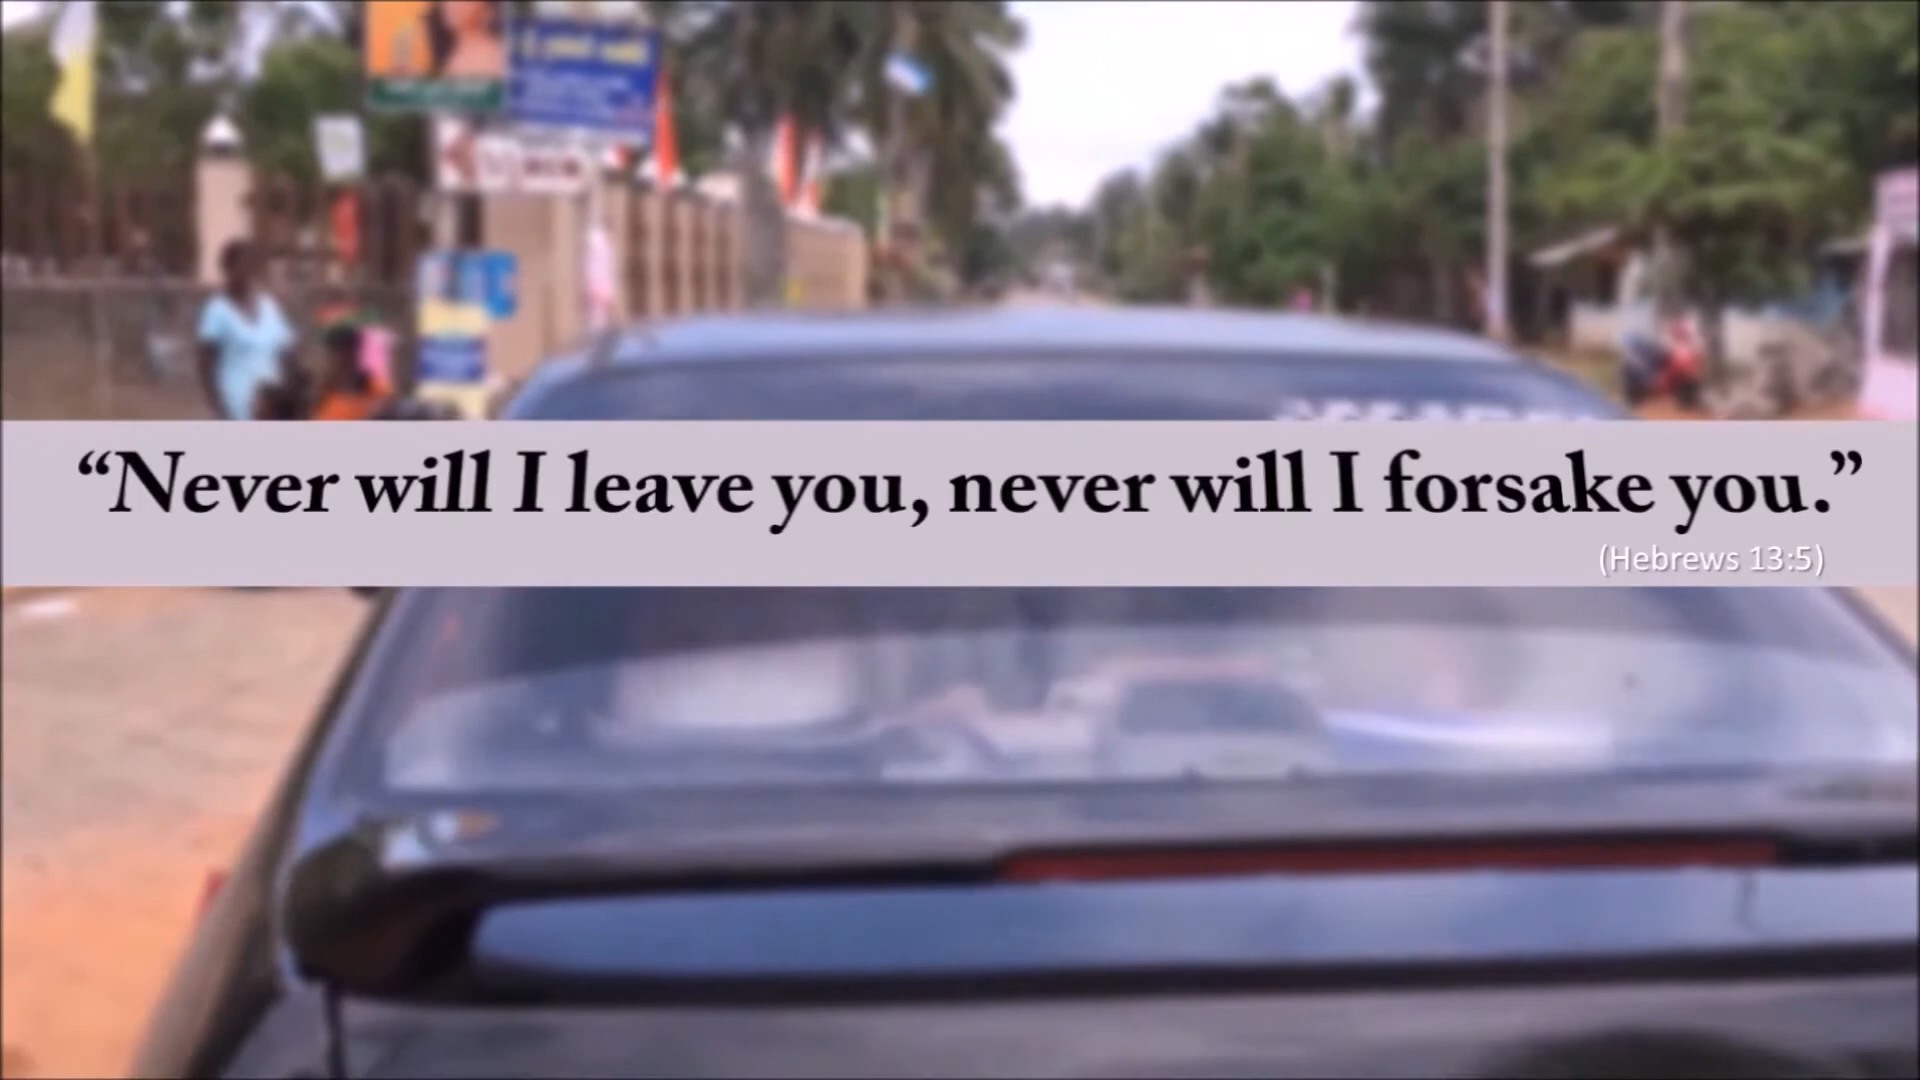 “Never will I leave you, never will I forsake you.”
(Hebrews 13:5)